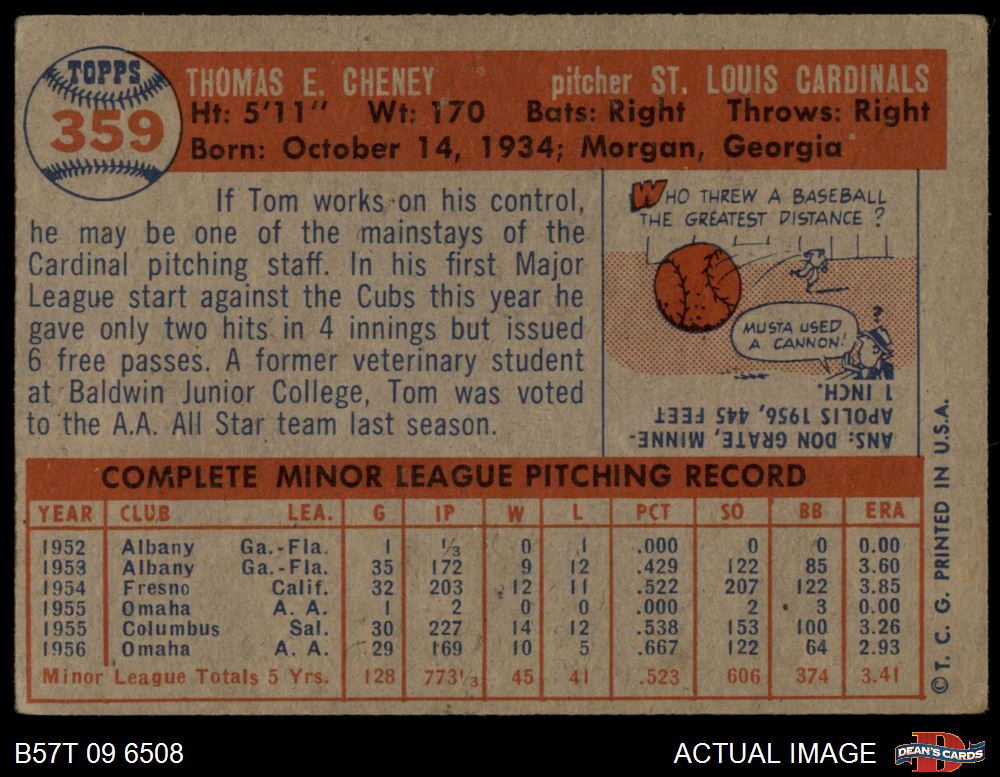 TOPPS
359
THOMAS E. CHENEY pitcher ST. LOUIS CARDINALS
Ht: 5'11" Wt: 170 Bats: Right Throws: Right
Born: October 14, 1934; Morgan, Georgia
If Tom works on his control,
he may be one of the mainstays of the
Cardinal pitching staff. In his first Major
League start against the Cubs this year he
gave only two hits in 4 innings but issued
6 free passes. A former veterinary student
at Baldwin Junior College, Tom was voted
to the A.A. All Star team last season.
WHO THREW A BASEBALL
THE GREATEST DISTANCE?
?
MUSTA USED
A CANNON!
ANS: DON GRATE, MINNE-
APOLIS 1956, 445 FEET
1 INCH.
COMPLETE MINOR LEAGUE PITCHING RECORD
YEAR CLUB LEA. G IP W L PCT SO BB ERA
1952 Albany Ga.-Fla. 1 1/3 0 1 .000 0 0 0.00
1953 Albany Ga.-Fla. 35 172 9 12 .429 122 85 3.60
1954 Fresno Calif. 32 203 12 11 .522 207 122 3.85
1955 Omaha A. A. 1 2 0 0 .000 2 3 0.00
1955 Columbus Sal. 30 227 14 12 .538 153 100 3.26
1956 Omaha A. A. 29 169 10 5 .667 122 64 2.93
Minor League Totals 5 Yrs. 128 773 1/3 45 41 .523 606 374 3.41
© T. C. G. PRINTED IN U.S.A.
B57T 09 6508
ACTUAL IMAGE
DEAN'S CARDS